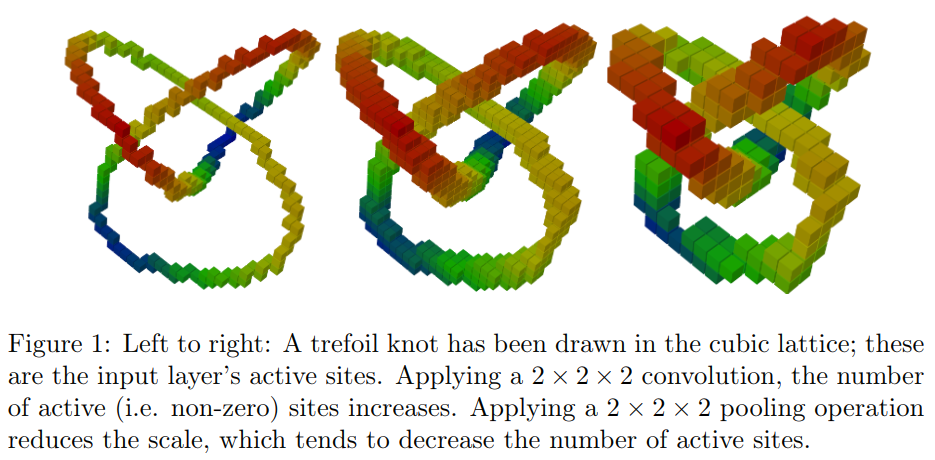 Figure 1: Left to right: A trefoil knot has been drawn in the cubic lattice; these
are the input layer's active sites. Applying a 2 × 2 × 2 convolution, the number
of active (i.e. non-zero) sites increases. Applying a 2 × 2 × 2 pooling operation
reduces the scale, which tends to decrease the number of active sites.